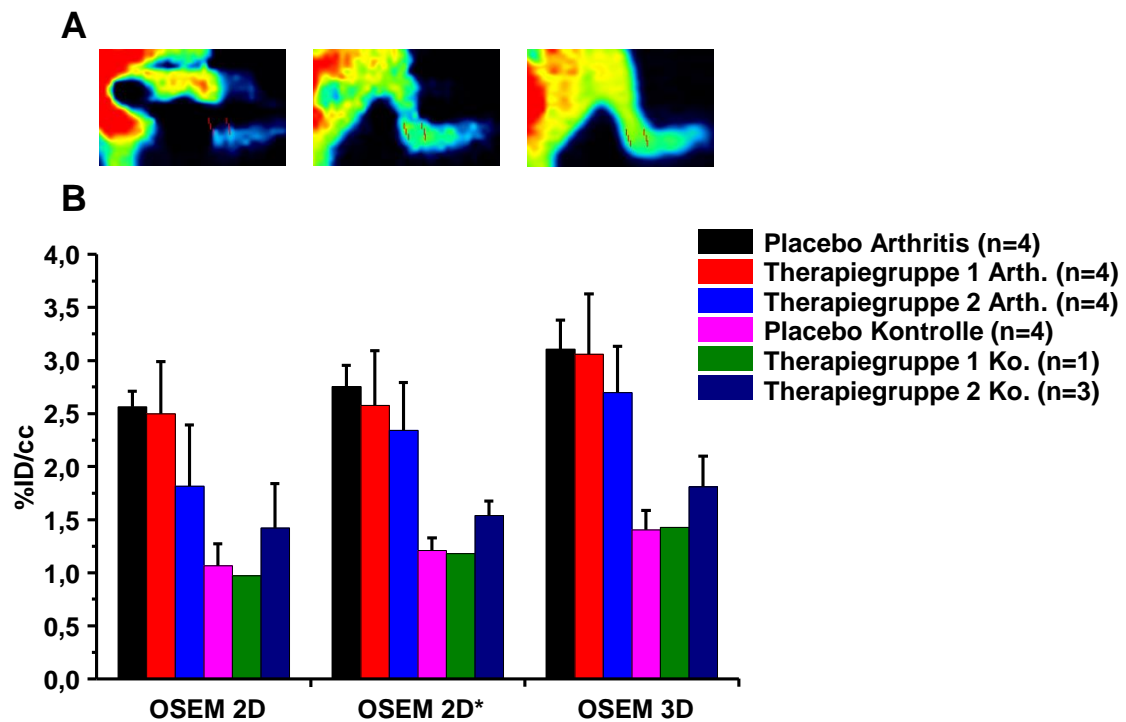 A
B
%ID/cc
4,0
3,5
3,0
2,5
2,0
1,5
1,0
0,5
0,0
OSEM 2D
OSEM 2D*
OSEM 3D
Placebo Arthritis (n=4)
Therapiegruppe 1 Arth. (n=4)
Therapiegruppe 2 Arth. (n=4)
Placebo Kontrolle (n=4)
Therapiegruppe 1 Ko. (n=1)
Therapiegruppe 2 Ko. (n=3)